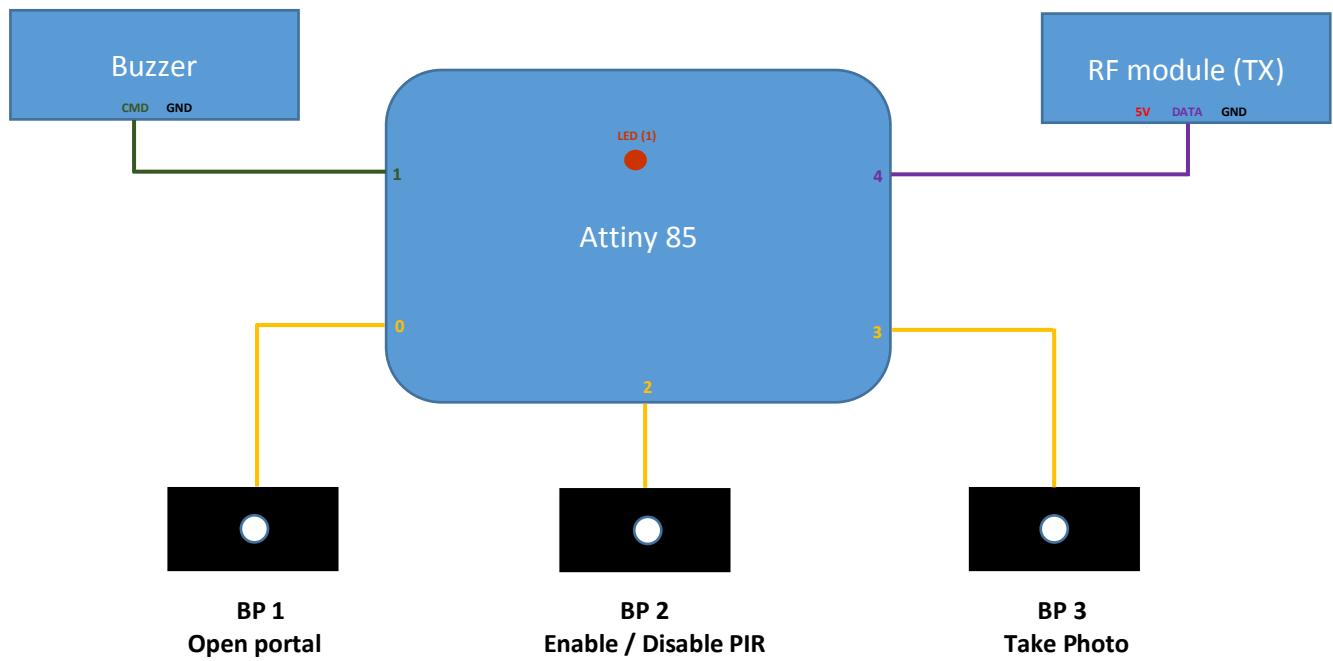 Buzzer
CMD GND
RF module (TX)
5V DATA GND
LED (1)
1
4
Attiny 85
0
3
2
BP 1
Open portal
BP 2
Enable / Disable PIR
BP 3
Take Photo